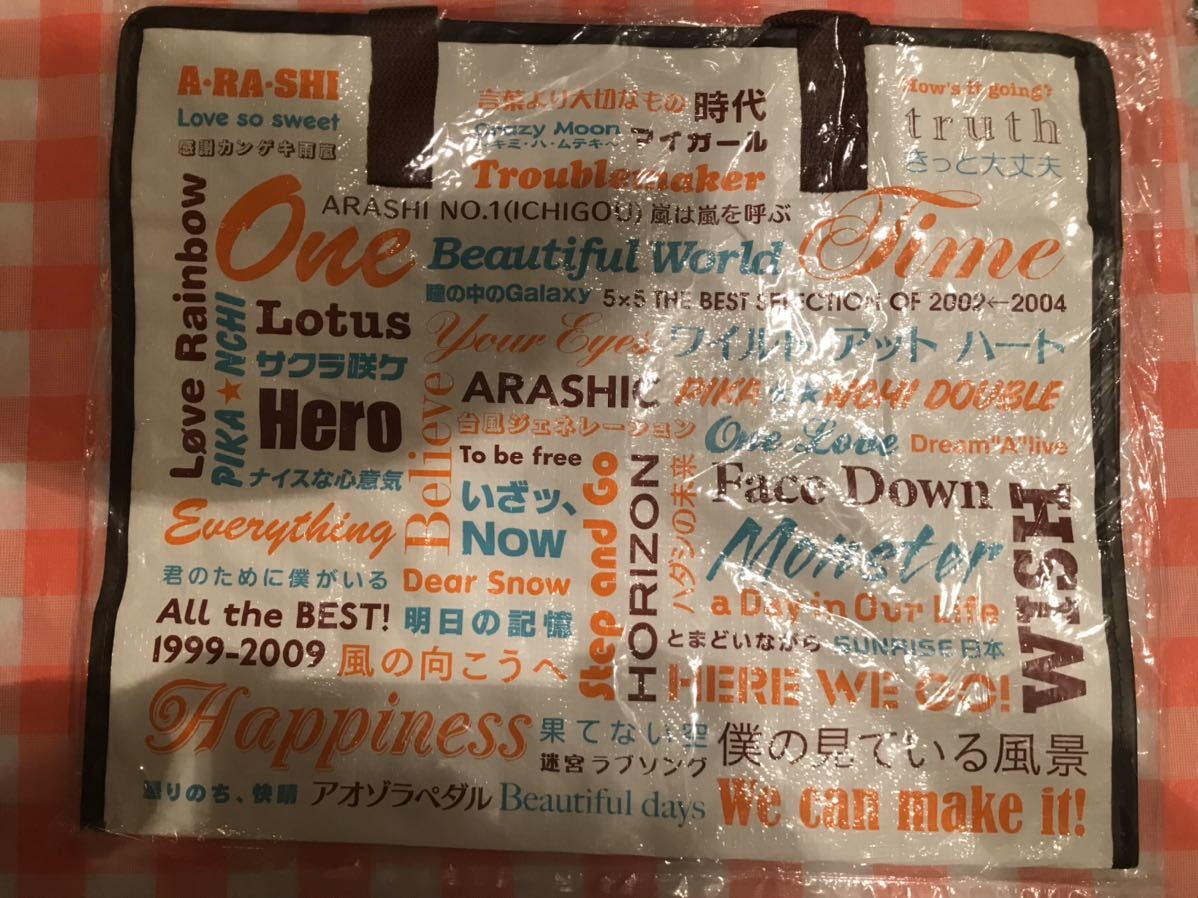 A・RA・SHI
Love so sweet
感謝カンゲキ雨嵐
言葉より大切なもの
時代
Crazy Moon
〜キミ・ハ・ムテキ〜
マイガール
Troublemaker
How's it going?
truth
きっと大丈夫
One
ARASHI NO.1(ICHIGOU) 嵐は嵐を呼ぶ
Beautiful World
Time
瞳の中のGalaxy
5×5 THE BEST SELECTION OF 2002←2004
Løve Rainbow
PIKA★NCHI
Lotus
サクラ咲ケ
Hero
ナイスな心意気
Your Eyes
ワイルド アット ハート
Believe
ARASHIC
PIKA★★NCHI DOUBLE
台風ジェネレーション
One Love
Dream"A"live
To be free
いざッ、
Now
Step and Go
HORIZON
ハダシの未来
Face Down
Monster
WISH
Everything
君のために僕がいる
Dear Snow
a Day in Our Life
All the BEST!
1999-2009
明日の記憶
とまどいながら
SUNRISE日本
風の向こうへ
HERE WE GO!
Happiness
果てない空
迷宮ラブソング
僕の見ている風景
曇りのち、快晴
アオゾラペダル
Beautiful days
We can make it!